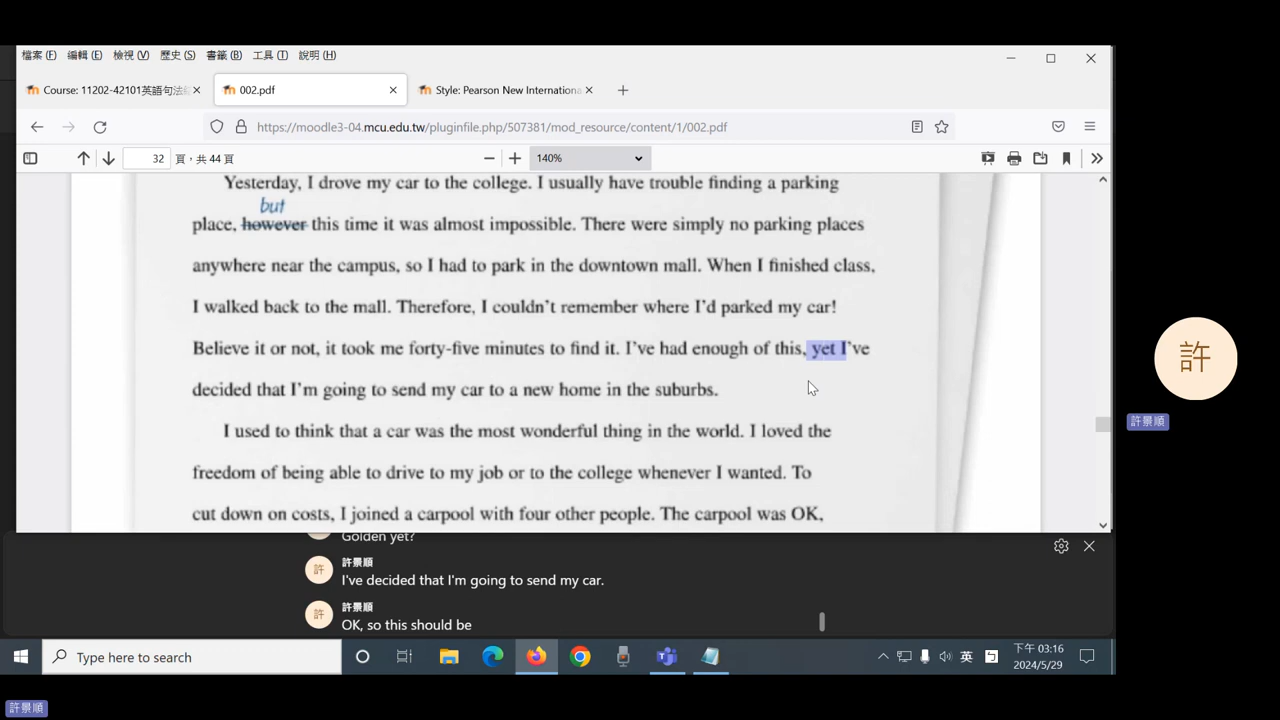 檔案 (F) 編輯 (E) 檢視 (V) 歷史 (S) 書籤 (B) 工具 (T) 說明 (H)
Course: 11202-42101英語句法 002.pdf Style: Pearson New Internationa
https://moodle3-04.mcu.edu.tw/pluginfile.php/507381/mod_resource/content/1/002.pdf
32 頁，共 44 頁 140%
Yesterday, I drove my car to the college. I usually have trouble finding a parking
but
place, however this time it was almost impossible. There were simply no parking places
anywhere near the campus, so I had to park in the downtown mall. When I finished class,
I walked back to the mall. Therefore, I couldn't remember where I'd parked my car!
Believe it or not, it took me forty-five minutes to find it. I've had enough of this, yet I've
decided that I'm going to send my car to a new home in the suburbs.
I used to think that a car was the most wonderful thing in the world. I loved the
freedom of being able to drive to my job or to the college whenever I wanted. To
cut down on costs, I joined a carpool with four other people. The carpool was OK,
許
許景順
Golden yet?
許 許景順
I've decided that I'm going to send my car.
許 許景順
OK, so this should be
Type here to search
英
下午 03:16
2024/5/29
許景順